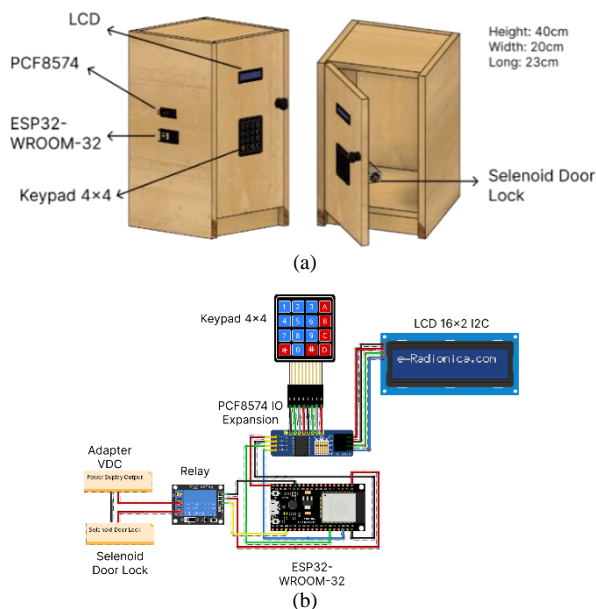 LCD
PCF8574
ESP32-
WROOM-32
Keypad 4×4
Height: 40cm
Width: 20cm
Long: 23cm
Selenoid Door
Lock
(a)
Keypad 4×4
1 2 3 A
4 5 6 B
7 8 9 C
* 0 # D
LCD 16×2 I2C
e-Radionica.com
PCF8574 IO
Expansion
Adapter
VDC
Power Supley Output
Relay
Selenoid Door Lock
Selenoid
Door Lock
ESP32-
WROOM-32
(b)